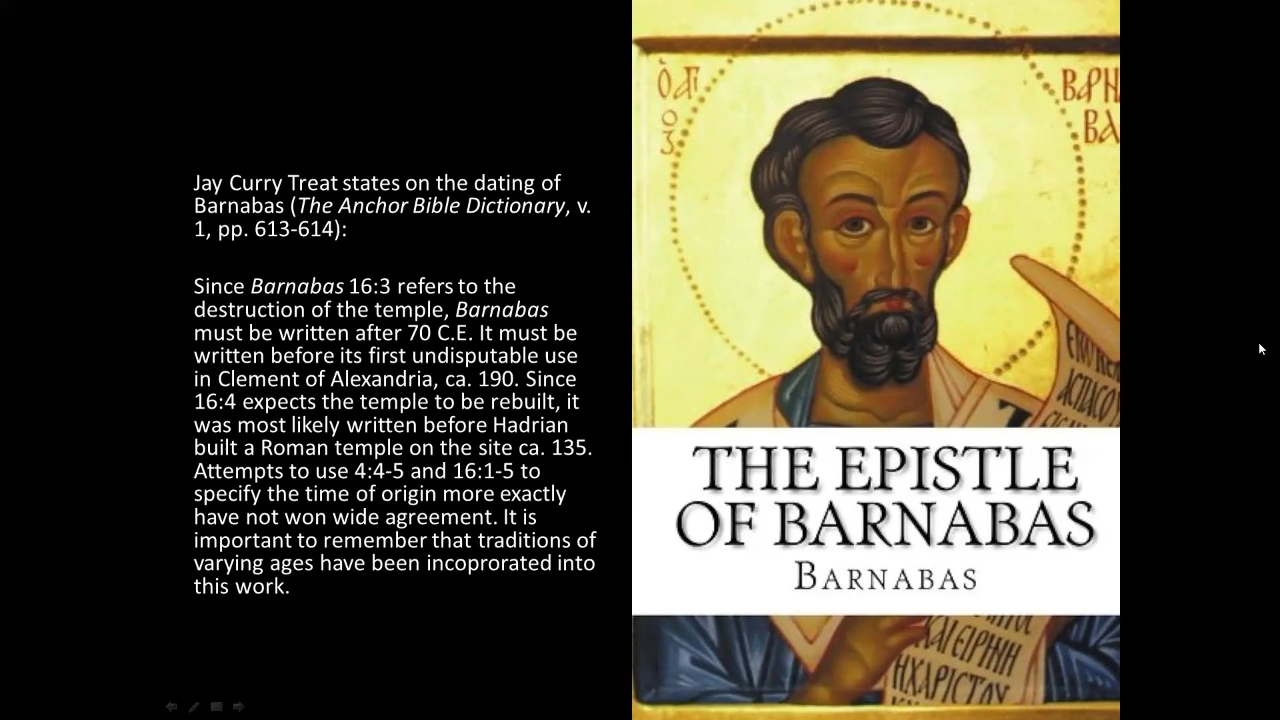 Jay Curry Treat states on the dating of
Barnabas (The Anchor Bible Dictionary, v.
1, pp. 613-614):
Since Barnabas 16:3 refers to the
destruction of the temple, Barnabas
must be written after 70 C.E. It must be
written before its first undisputable use
in Clement of Alexandria, ca. 190. Since
16:4 expects the temple to be rebuilt, it
was most likely written before Hadrian
built a Roman temple on the site ca. 135.
Attempts to use 4:4-5 and 16:1-5 to
specify the time of origin more exactly
have not won wide agreement. It is
important to remember that traditions of
varying ages have been incoprorated into
this work.
ΒΑΡΗ
ΒΑ
THE EPISTLE
OF BARNABAS
BARNABAS
ΚΑΙ ΕΙΡΗΝΗ
ΗΧΑΡΙCΤΟΥ